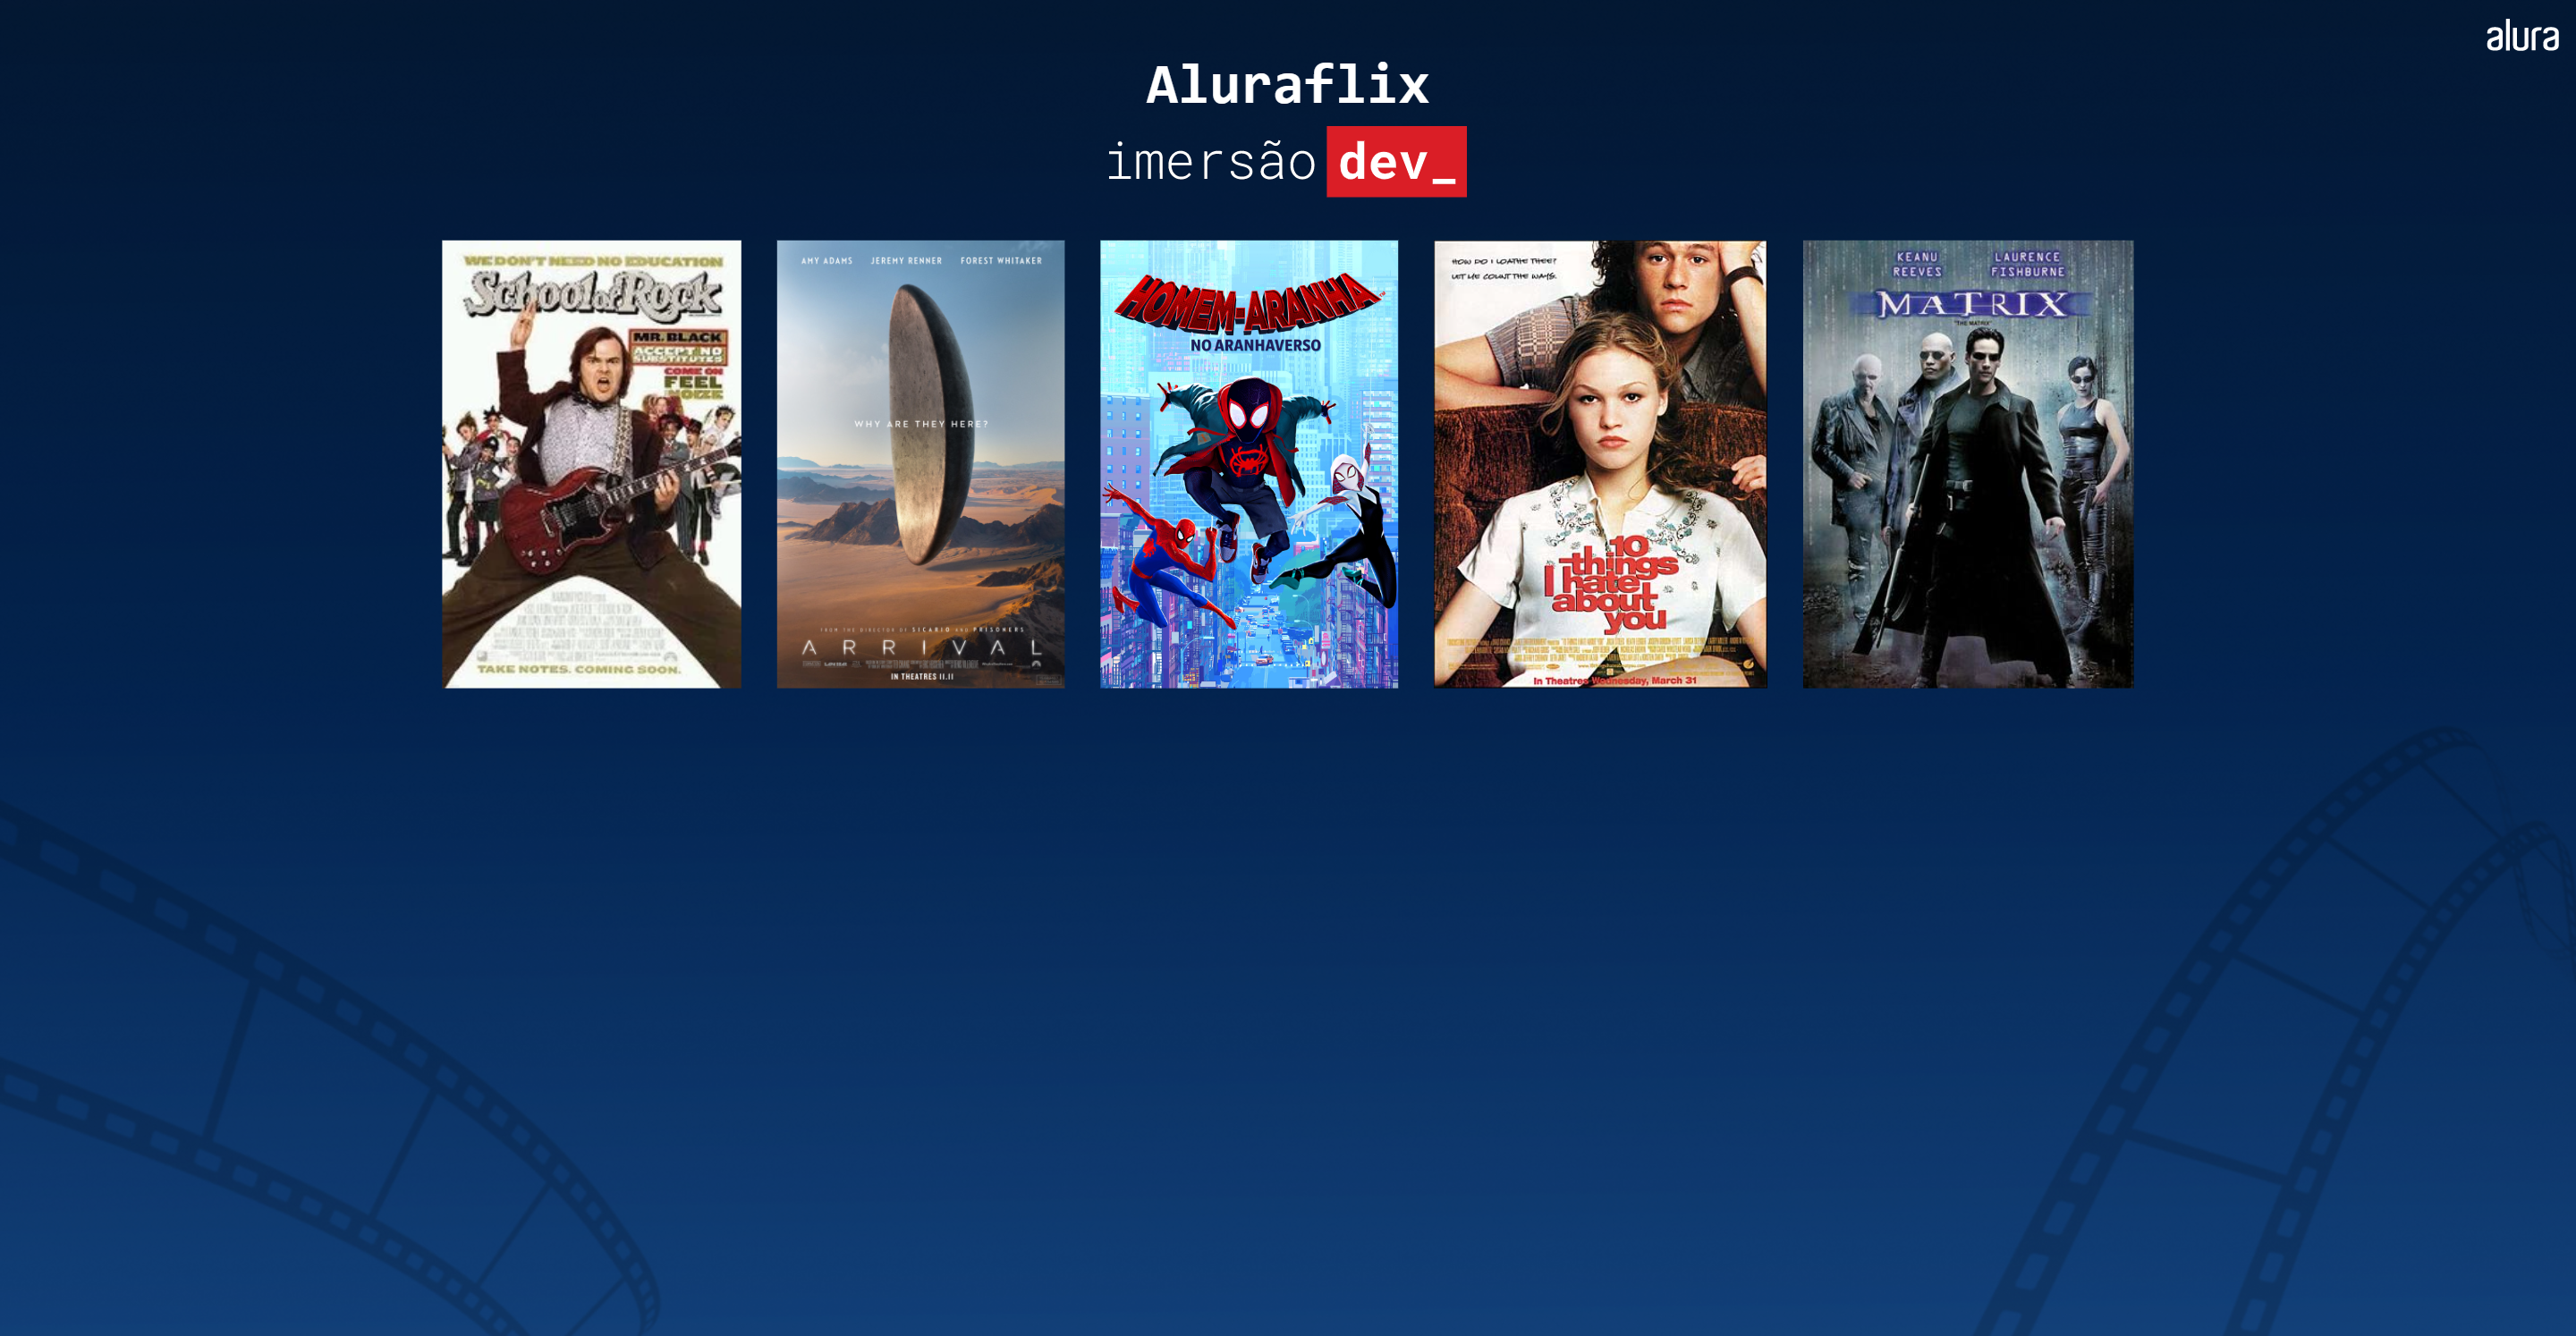 alura
Aluraflix
imersão dev_
WE DON'T NEED NO EDUCATION
School of Rock
MR. BLACK
ACCEPT NO
SUBSTITUTES
COME ON
FEEL
NOIZE
TAKE NOTES. COMING SOON.
AMY ADAMS JEREMY RENNER FOREST WHITAKER
WHY ARE THEY HERE?
FROM THE DIRECTOR OF SICARIO AND PRISONERS
ARRIVAL
IN THEATRES 11.11
HOMEM-ARANHA
NO ARANHAVERSO
HOW DO I LOATHE THEE?
LET ME COUNT THE WAYS.
10
things
I hate
about
you
In Theatres Wednesday, March 31
KEANU REEVES LAURENCE FISHBURNE
MATRIX
"THE MATRIX"